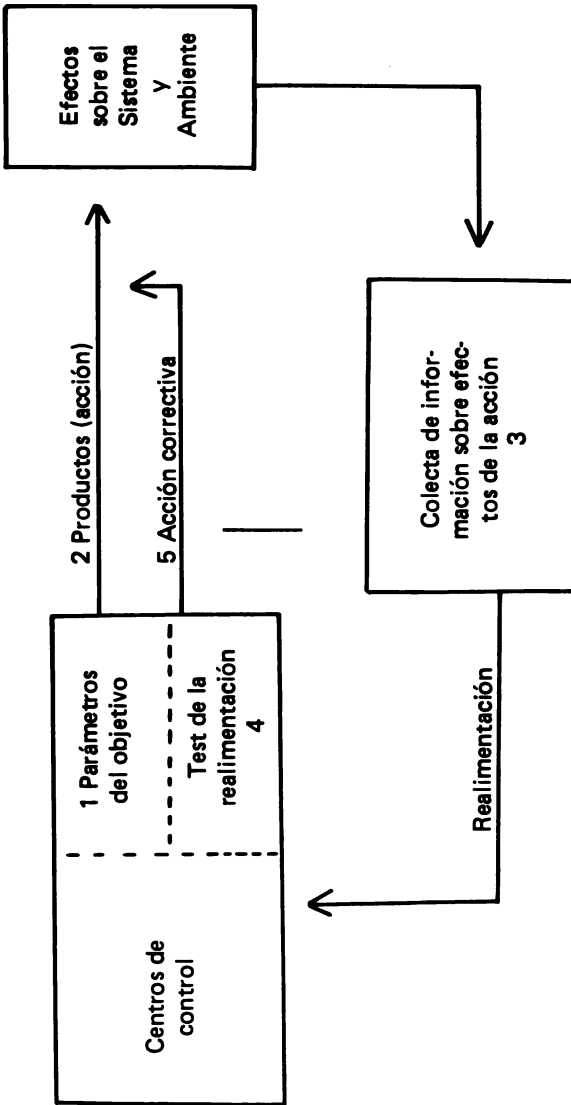 Centros de
control
1 Parámetros
del objetivo
Test de la
realimentación
4
2 Productos (acción)
5 Acción correctiva
Efectos
sobre el
Sistema
y
Ambiente
Colecta de infor-
mación sobre efec-
tos de la acción
3
Realimentación